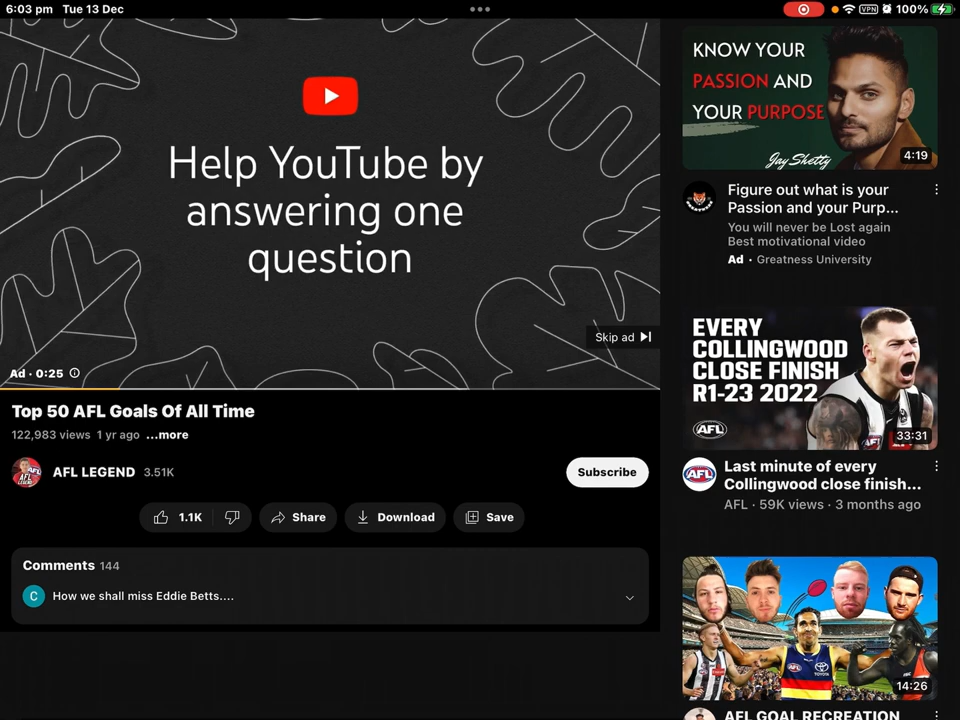 6:03 pm Tue 13 Dec
VPN 100%
Help YouTube by
answering one
question
Skip ad
Ad · 0:25
Top 50 AFL Goals Of All Time
122,983 views 1 yr ago ...more
AFL LEGEND 3.51K
Subscribe
1.1K
Share
Download
Save
Comments 144
C
How we shall miss Eddie Betts....
KNOW YOUR
PASSION AND
YOUR PURPOSE
Jay Shetty
4:19
Figure out what is your
Passion and your Purp...
You will never be Lost again
Best motivational video
Ad · Greatness University
EVERY
COLLINGWOOD
CLOSE FINISH
R1-23 2022
AFL
33:31
AFL
Last minute of every
Collingwood close finish...
AFL · 59K views · 3 months ago
TOYOTA
14:26
AFL GOAL RECREATION